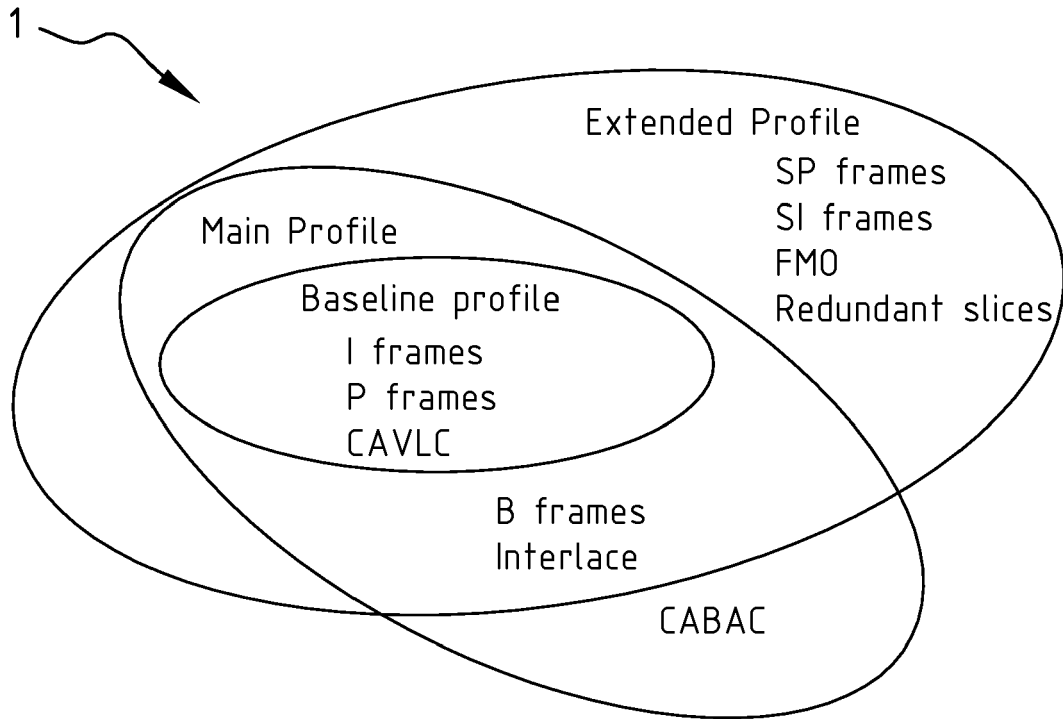 1
Extended Profile
SP frames
SI frames
FMO
Redundant slices
Main Profile
Baseline profile
I frames
P frames
CAVLC
B frames
Interlace
CABAC